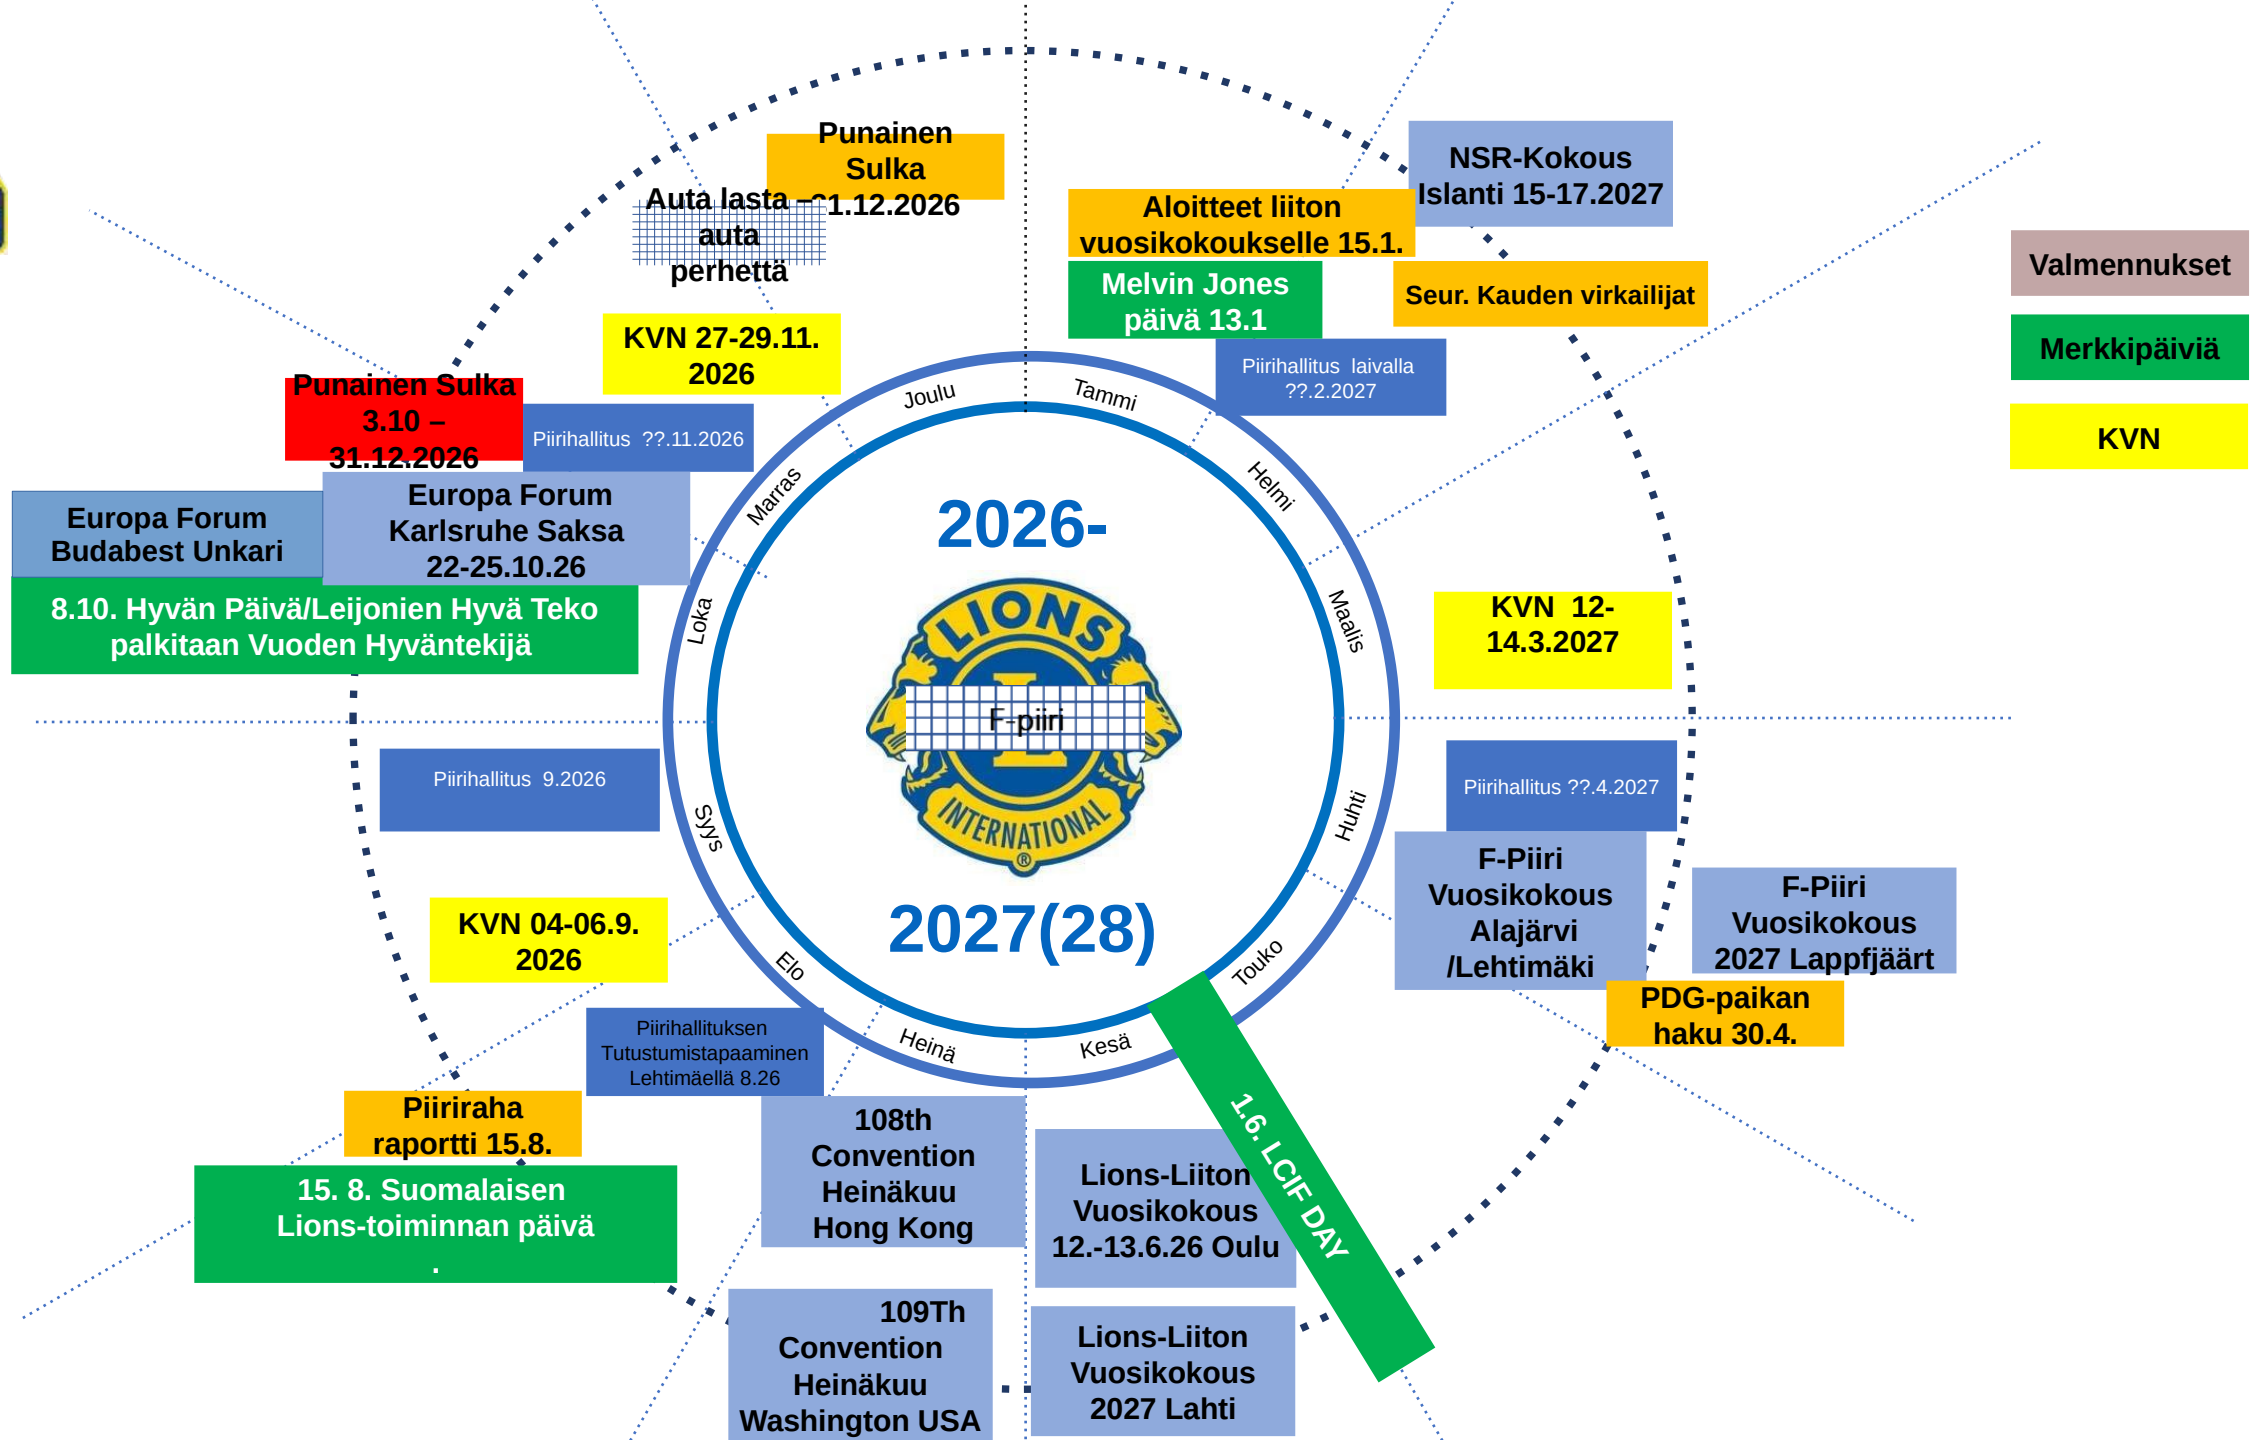 Punainen
Sulka
31.12.2026
Auta lasta –
auta
perhettä
KVN 27-29.11.
2026
Punainen Sulka
3.10 –
31.12.2026
Piirihallitus ??.11.2026
Europa Forum
Karlsruhe Saksa
22-25.10.26
Europa Forum
Budabest Unkari
8.10. Hyvän Päivä/Leijonien Hyvä Teko
palkitaan Vuoden Hyväntekijä
NSR-Kokous
Islanti 15-17.2027
Aloitteet liiton
vuosikokoukselle 15.1.
Melvin Jones
päivä 13.1
Seur. Kauden virkailijat
Piirihallitus laivalla
??.2.2027
Valmennukset
Merkkipäiviä
KVN
Joulu
Tammi
Marras
Helmi
Loka
Maalis
Syys
Huhti
Elo
Touko
Heinä
Kesä
2026-
LIONS
L
F-piiri
INTERNATIONAL
®
2027(28)
KVN 12-
14.3.2027
Piirihallitus 9.2026
Piirihallitus ??.4.2027
F-Piiri
Vuosikokous
Alajärvi
/Lehtimäki
F-Piiri
Vuosikokous
2027 Lappfjäärt
PDG-paikan
haku 30.4.
KVN 04-06.9.
2026
Piirihallituksen
Tutustumistapaaminen
Lehtimäellä 8.26
Piiriraha
raportti 15.8.
15. 8. Suomalaisen
Lions-toiminnan päivä
.
108th
Convention
Heinäkuu
Hong Kong
Lions-Liiton
Vuosikokous
12.-13.6.26 Oulu
1.6. LCIF DAY
109Th
Convention
Heinäkuu
Washington USA
Lions-Liiton
Vuosikokous
2027 Lahti